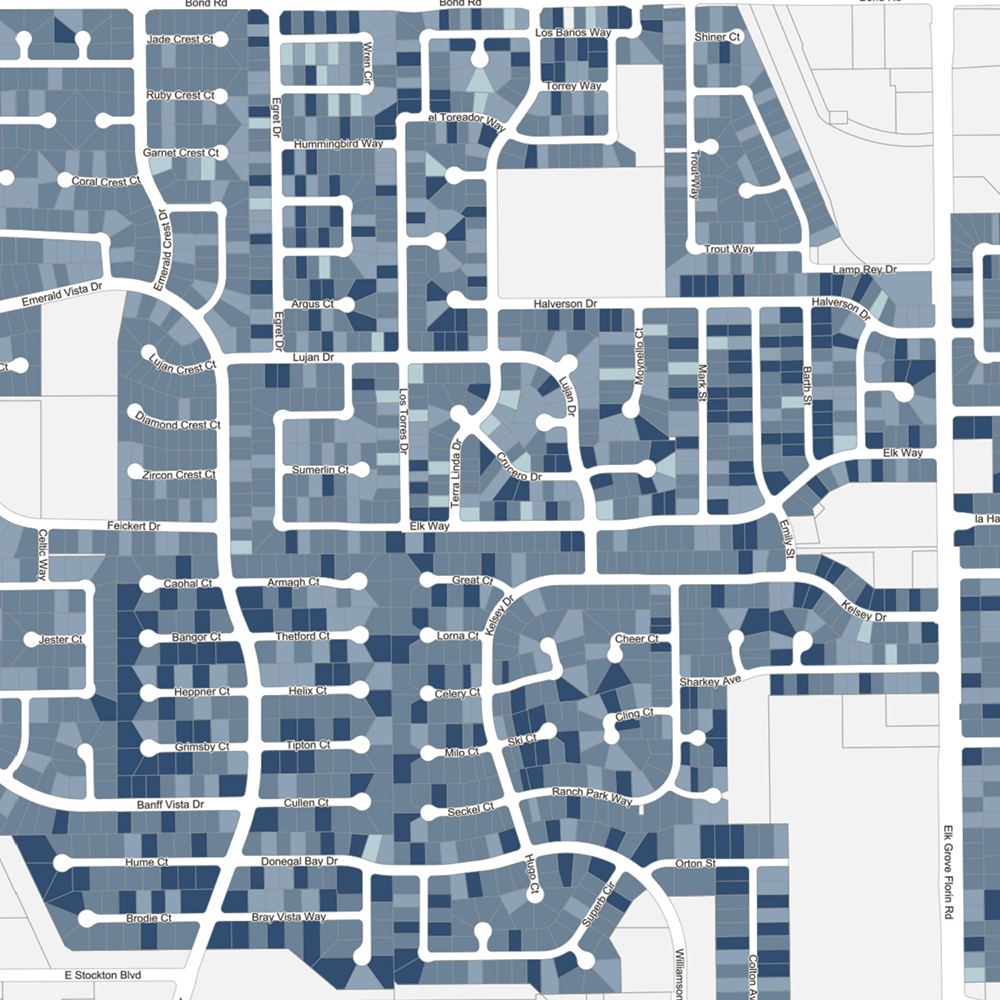 Bond Rd
Bond Rd
Bond Rd
Jade Crest Ct
Wren Cir
Los Banos Way
Shiner Ct
Ruby Crest Ct
Egret Dr
Torrey Way
el Toreador Way
Hummingbird Way
Garnet Crest Ct
Trout Way
Coral Crest Ct
Emerald Crest Dr
Trout Way
Lamp Rey Dr
Emerald Vista Dr
Argus Ct
Halverson Dr
Halverson Dr
Egret Dr
Moynello Ct
Lujan Dr
Lujan Crest Ct
Ct
Los Torres Dr
Lujan Dr
Mark St
Barth St
Diamond Crest Ct
Terra Linda Dr
Crucero Dr
Elk Way
Zircon Crest Ct
Sumerlin Ct
Feickert Dr
Elk Way
la Ha
Celtic Way
Emily St
Caohal Ct
Armagh Ct
Great Ct
Kelsey Dr
Kelsey Dr
Jester Ct
Bangor Ct
Thetford Ct
Lorna Ct
Cheer Ct
Heppner Ct
Helix Ct
Celery Ct
Sharkey Ave
Cling Ct
Grimsby Ct
Tipton Ct
Milo Ct
Ski Ct
Banff Vista Dr
Cullen Ct
Seckel Ct
Ranch Park Way
Hume Ct
Donegal Bay Dr
Hugo Ct
Orton St
Elk Grove Florin Rd
Brodie Ct
Bray Vista Way
Superb Cir
E Stockton Blvd
Williamson
Colton Av